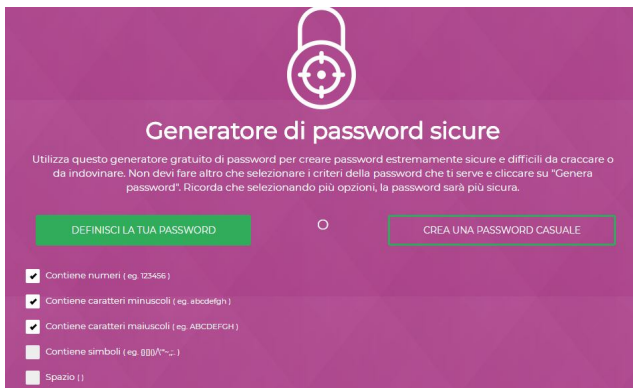 Generatore di password sicure
Utilizza questo generatore gratuito di password per creare password estremamente sicure e difficili da craccare o
da indovinare. Non devi fare altro che selezionare i criteri della password che ti serve e cliccare su "Genera
password". Ricorda che selezionando più opzioni, la password sarà più sicura.
DEFINISCI LA TUA PASSWORD O CREA UNA PASSWORD CASUALE
Contiene numeri ( eg. 123456 )
Contiene caratteri minuscoli ( eg. abcdefgh )
Contiene caratteri maiuscoli ( eg. ABCDEFGH )
Contiene simboli ( eg.
Spazio ( )